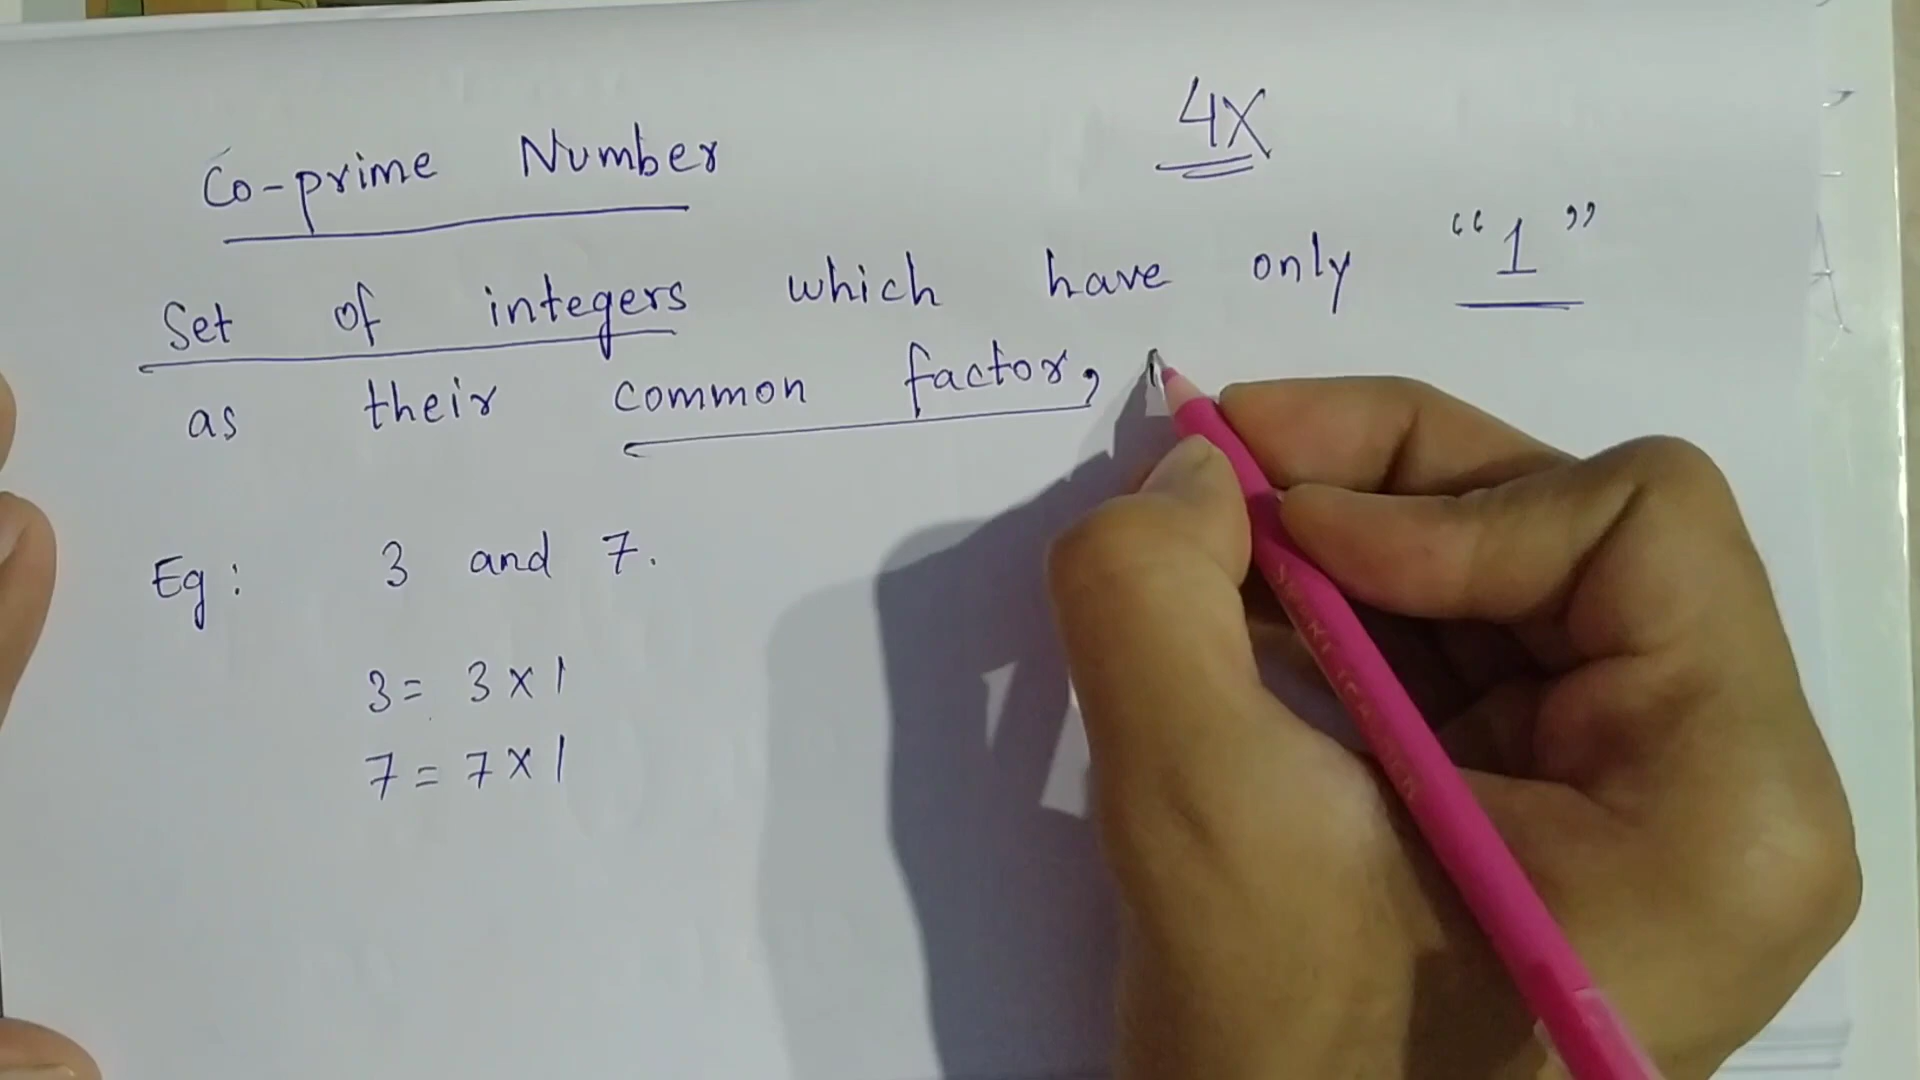 4X
Co-prime Number
Set of integers which have only "1"
as their common factor,
Eg: 3 and 7.
3 = 3 × 1
7 = 7 × 1